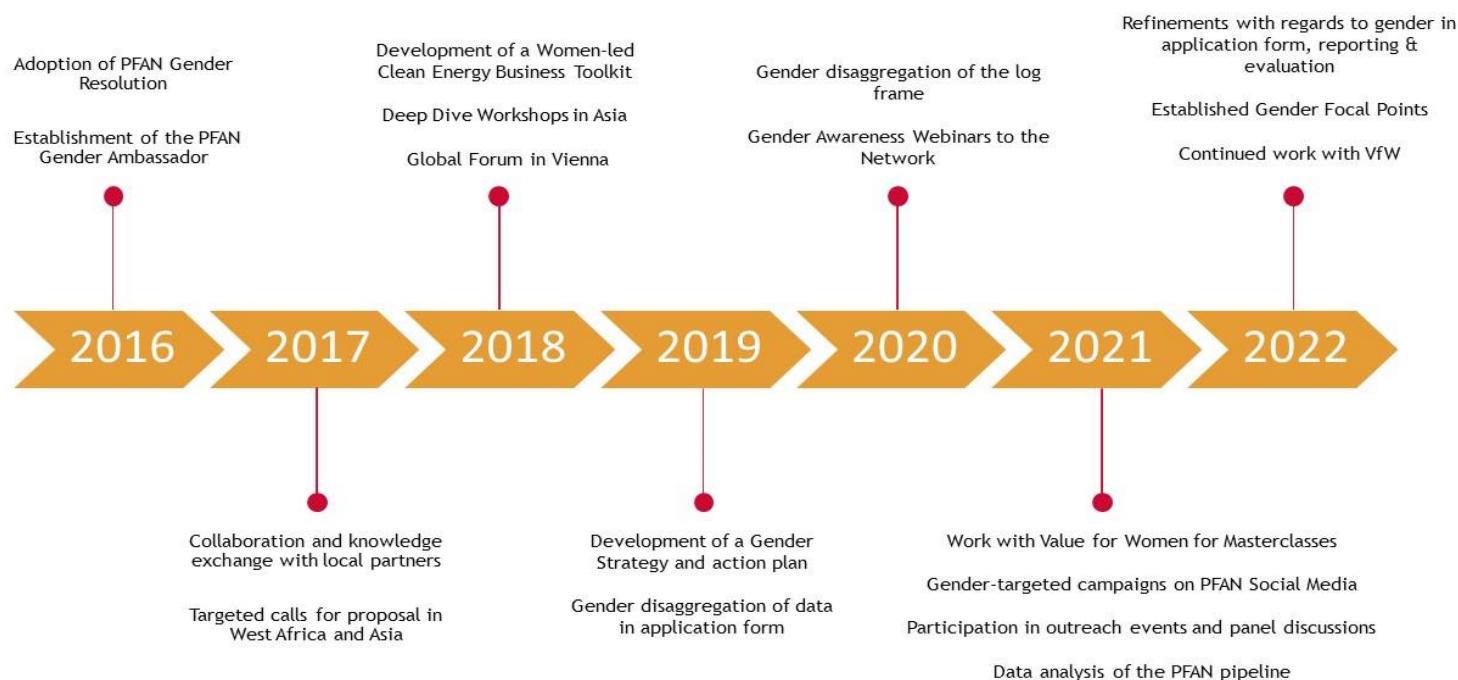 Adoption of PFAN Gender
Resolution
Establishment of the PFAN
Gender Ambassador
Development of a Women-led
Clean Energy Business Toolkit
Deep Dive Workshops in Asia
Global Forum in Vienna
Gender disaggregation of the log
frame
Gender Awareness Webinars to the
Network
Refinements with regards to gender in
application form, reporting &
evaluation
Established Gender Focal Points
Continued work with VfW
2016
2017
2018
2019
2020
2021
2022
Collaboration and knowledge
exchange with local partners
Targeted calls for proposal in
West Africa and Asia
Development of a Gender
Strategy and action plan
Gender disaggregation of data
in application form
Work with Value for Women for Masterclasses
Gender-targeted campaigns on PFAN Social Media
Participation in outreach events and panel discussions
Data analysis of the PFAN pipeline